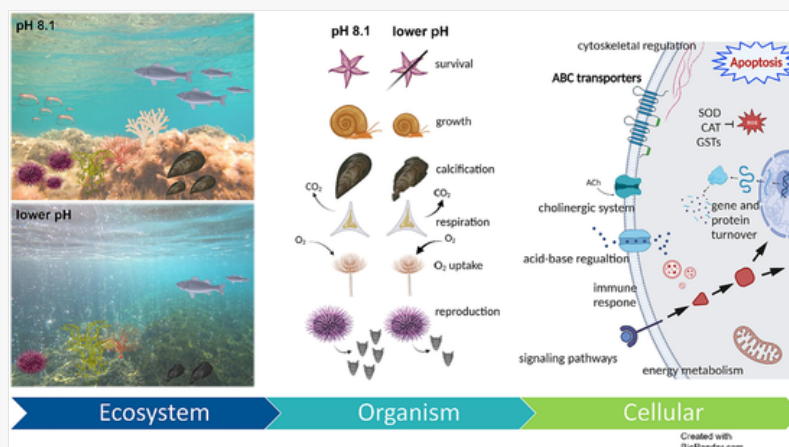 pH 8.1
lower pH
pH 8.1 lower pH
survival
growth
calcification
CO₂ CO₂
respiration
O₂ O₂
O₂ uptake
reproduction
cytoskeletal regulation
Apoptosis
ABC transporters
SOD
CAT
GSTs
ACh
cholinergic system
gene and
protein
turnover
acid-base regualtion
immune
respone
signaling pathways
energy metabolism
Ecosystem Organism Cellular
Created with
BioRender.com